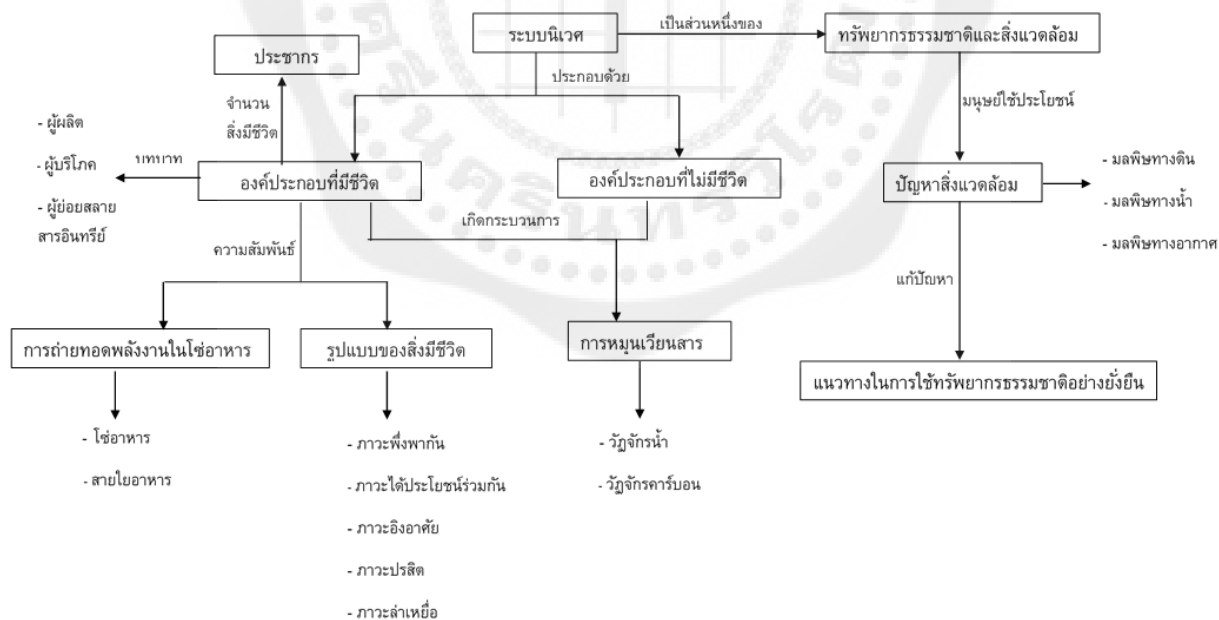 ระบบนิเวศ
เป็นส่วนหนึ่งของ
ทรัพยากรธรรมชาติและสิ่งแวดล้อม
ประชากร
ประกอบด้วย
มนุษย์ใช้ประโยชน์
จำนวน
สิ่งมีชีวิต
- ผู้ผลิต
- ผู้บริโภค
- ผู้ย่อยสลาย
สารอินทรีย์
บทบาท
องค์ประกอบที่มีชีวิต
องค์ประกอบที่ไม่มีชีวิต
ปัญหาสิ่งแวดล้อม
- มลพิษทางดิน
- มลพิษทางน้ำ
- มลพิษทางอากาศ
เกิดกระบวนการ
ความสัมพันธ์
แก้ปัญหา
การถ่ายทอดพลังงานในโซ่อาหาร
รูปแบบของสิ่งมีชีวิต
การหมุนเวียนสาร
แนวทางในการใช้ทรัพยากรธรรมชาติอย่างยั่งยืน
- โซ่อาหาร
- สายใยอาหาร
- ภาวะพึ่งพากัน
- ภาวะได้ประโยชน์ร่วมกัน
- ภาวะอิงอาศัย
- ภาวะปรสิต
- ภาวะล่าเหยื่อ
- วัฏจักรน้ำ
- วัฏจักรคาร์บอน